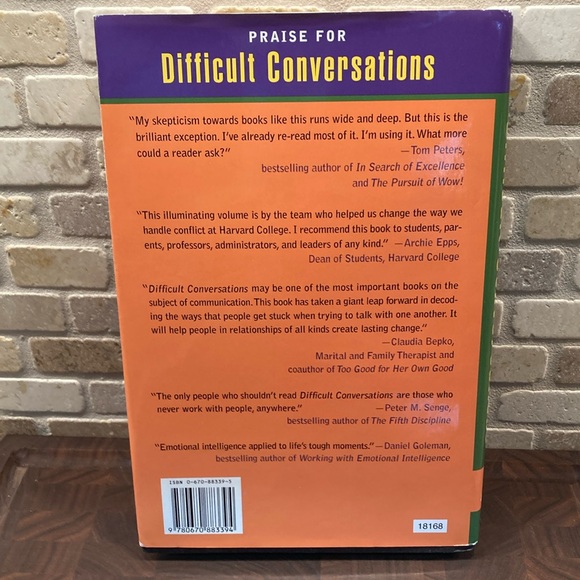 PRAISE FOR
Difficult Conversations
"My skepticism towards books like this runs wide and deep. But this is the
brilliant exception. I've already re-read most of it. I'm using it. What more
could a reader ask?" —Tom Peters,
bestselling author of In Search of Excellence
and The Pursuit of Wow!
"This illuminating volume is by the team who helped us change the way we
handle conflict at Harvard College. I recommend this book to students, par-
ents, professors, administrators, and leaders of any kind." —Archie Epps,
Dean of Students, Harvard College
"Difficult Conversations may be one of the most important books on the
subject of communication. This book has taken a giant leap forward in decod-
ing the ways that people get stuck when trying to talk with one another. It
will help people in relationships of all kinds create lasting change."
—Claudia Bepko,
Marital and Family Therapist and
coauthor of Too Good for Her Own Good
"The only people who shouldn't read Difficult Conversations are those who
never work with people, anywhere." —Peter M. Senge,
bestselling author of The Fifth Discipline
"Emotional intelligence applied to life's tough moments."—Daniel Goleman,
bestselling author of Working with Emotional Intelligence
ISBN 0-670-88339-5
9 780670 883394
18168